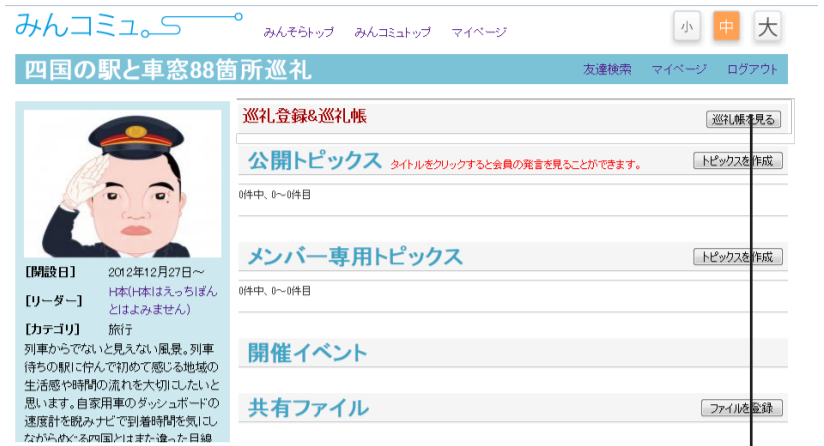 みんコミュ。
みんそらトップ みんコミュトップ マイページ
小 中 大
四国の駅と車窓88箇所巡礼
友達検索 マイページ ログアウト
巡礼登録&巡礼帳
巡礼帳を見る
公開トピックス タイトルをクリックすると会員の発言を見ることができます。
トピックスを作成
0件中、0～0件目
メンバー専用トピックス
トピックスを作成
0件中、0～0件目
開催イベント
共有ファイル
ファイルを登録
【開設日】 2012年12月27日～
【リーダー】 H本(H本はえっちぽん
とはよみません)
【カテゴリ】 旅行
列車からでないと見えない風景。列車
待ちの駅に佇んで初めて感じる地域の
生活感や時間の流れを大切にしたいと
思います。自家用車のダッシュボードの
速度計を睨みナビで到着時間を気にし
ながらめぐる四国とはまた違った目線